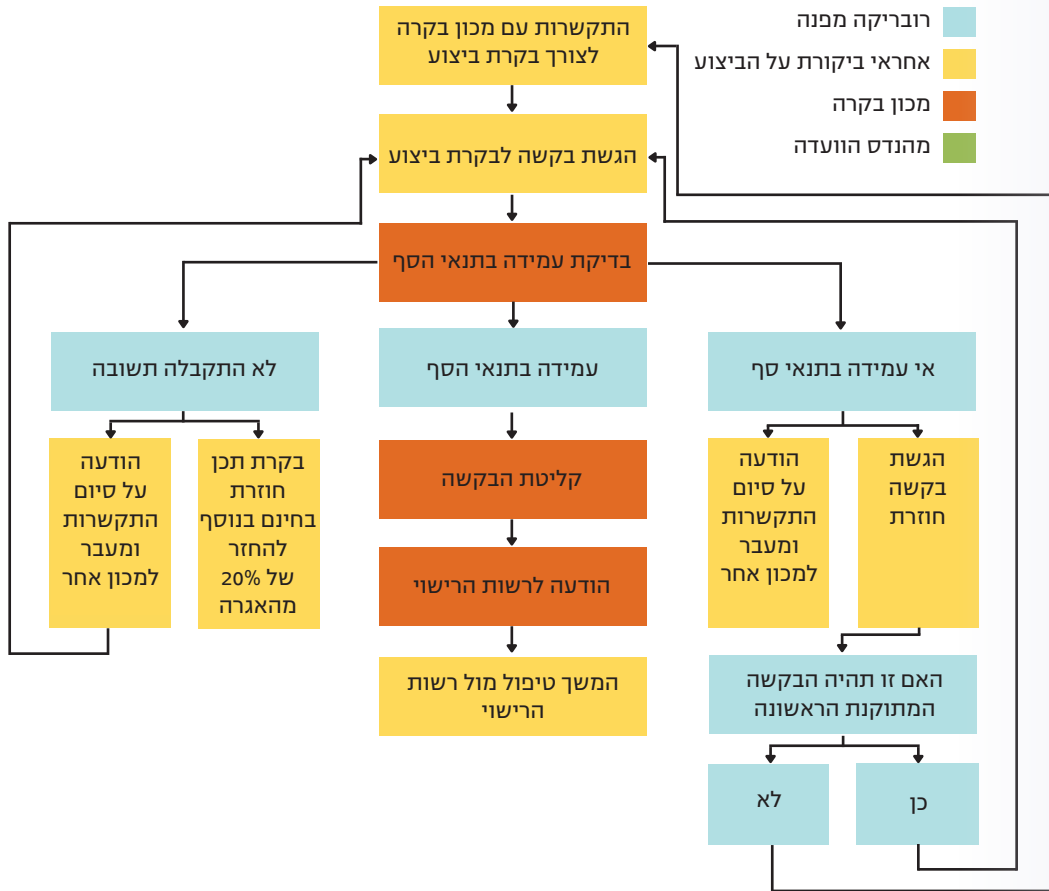 התקשרות עם מכון בקרה
לצורך בקרת ביצוע
רובריקה מפנה
אחראי ביקורת על הביצוע
מכון בקרה
מהנדס הוועדה
הגשת בקשה לבקרת ביצוע
בדיקת עמידה בתנאי הסף
אי עמידה בתנאי סף
עמידה בתנאי הסף
לא התקבלה תשובה
הגשת
בקשה
חוזרת
הודעה
על סיום
התקשרות
ומעבר
למכון אחר
קליטת הבקשה
הודעה לרשות הרישוי
המשך טיפול מול רשות
הרישוי
בקרת תכן
חוזרת
בחינם בנוסף
להחזר
של 20%
מהאגרה
הודעה
על סיום
התקשרות
ומעבר
למכון אחר
האם זו תהיה הבקשה
המתוקנת הראשונה
כן
לא